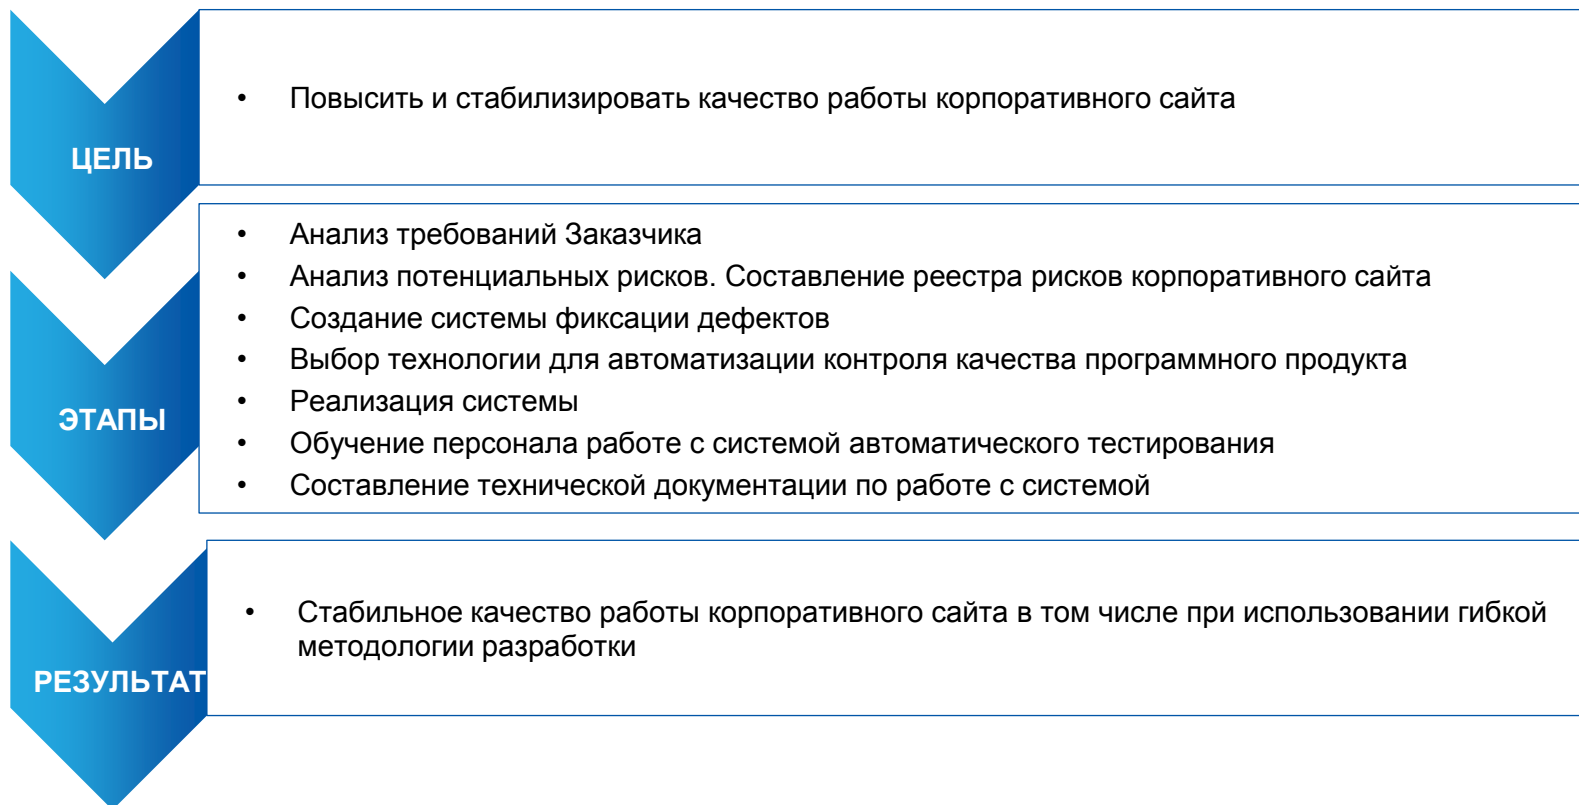 ЦЕЛЬ
• Повысить и стабилизировать качество работы корпоративного сайта
ЭТАПЫ
• Анализ требований Заказчика
• Анализ потенциальных рисков. Составление реестра рисков корпоративного сайта
• Создание системы фиксации дефектов
• Выбор технологии для автоматизации контроля качества программного продукта
• Реализация системы
• Обучение персонала работе с системой автоматического тестирования
• Составление технической документации по работе с системой
РЕЗУЛЬТАТ
• Стабильное качество работы корпоративного сайта в том числе при использовании гибкой
методологии разработки